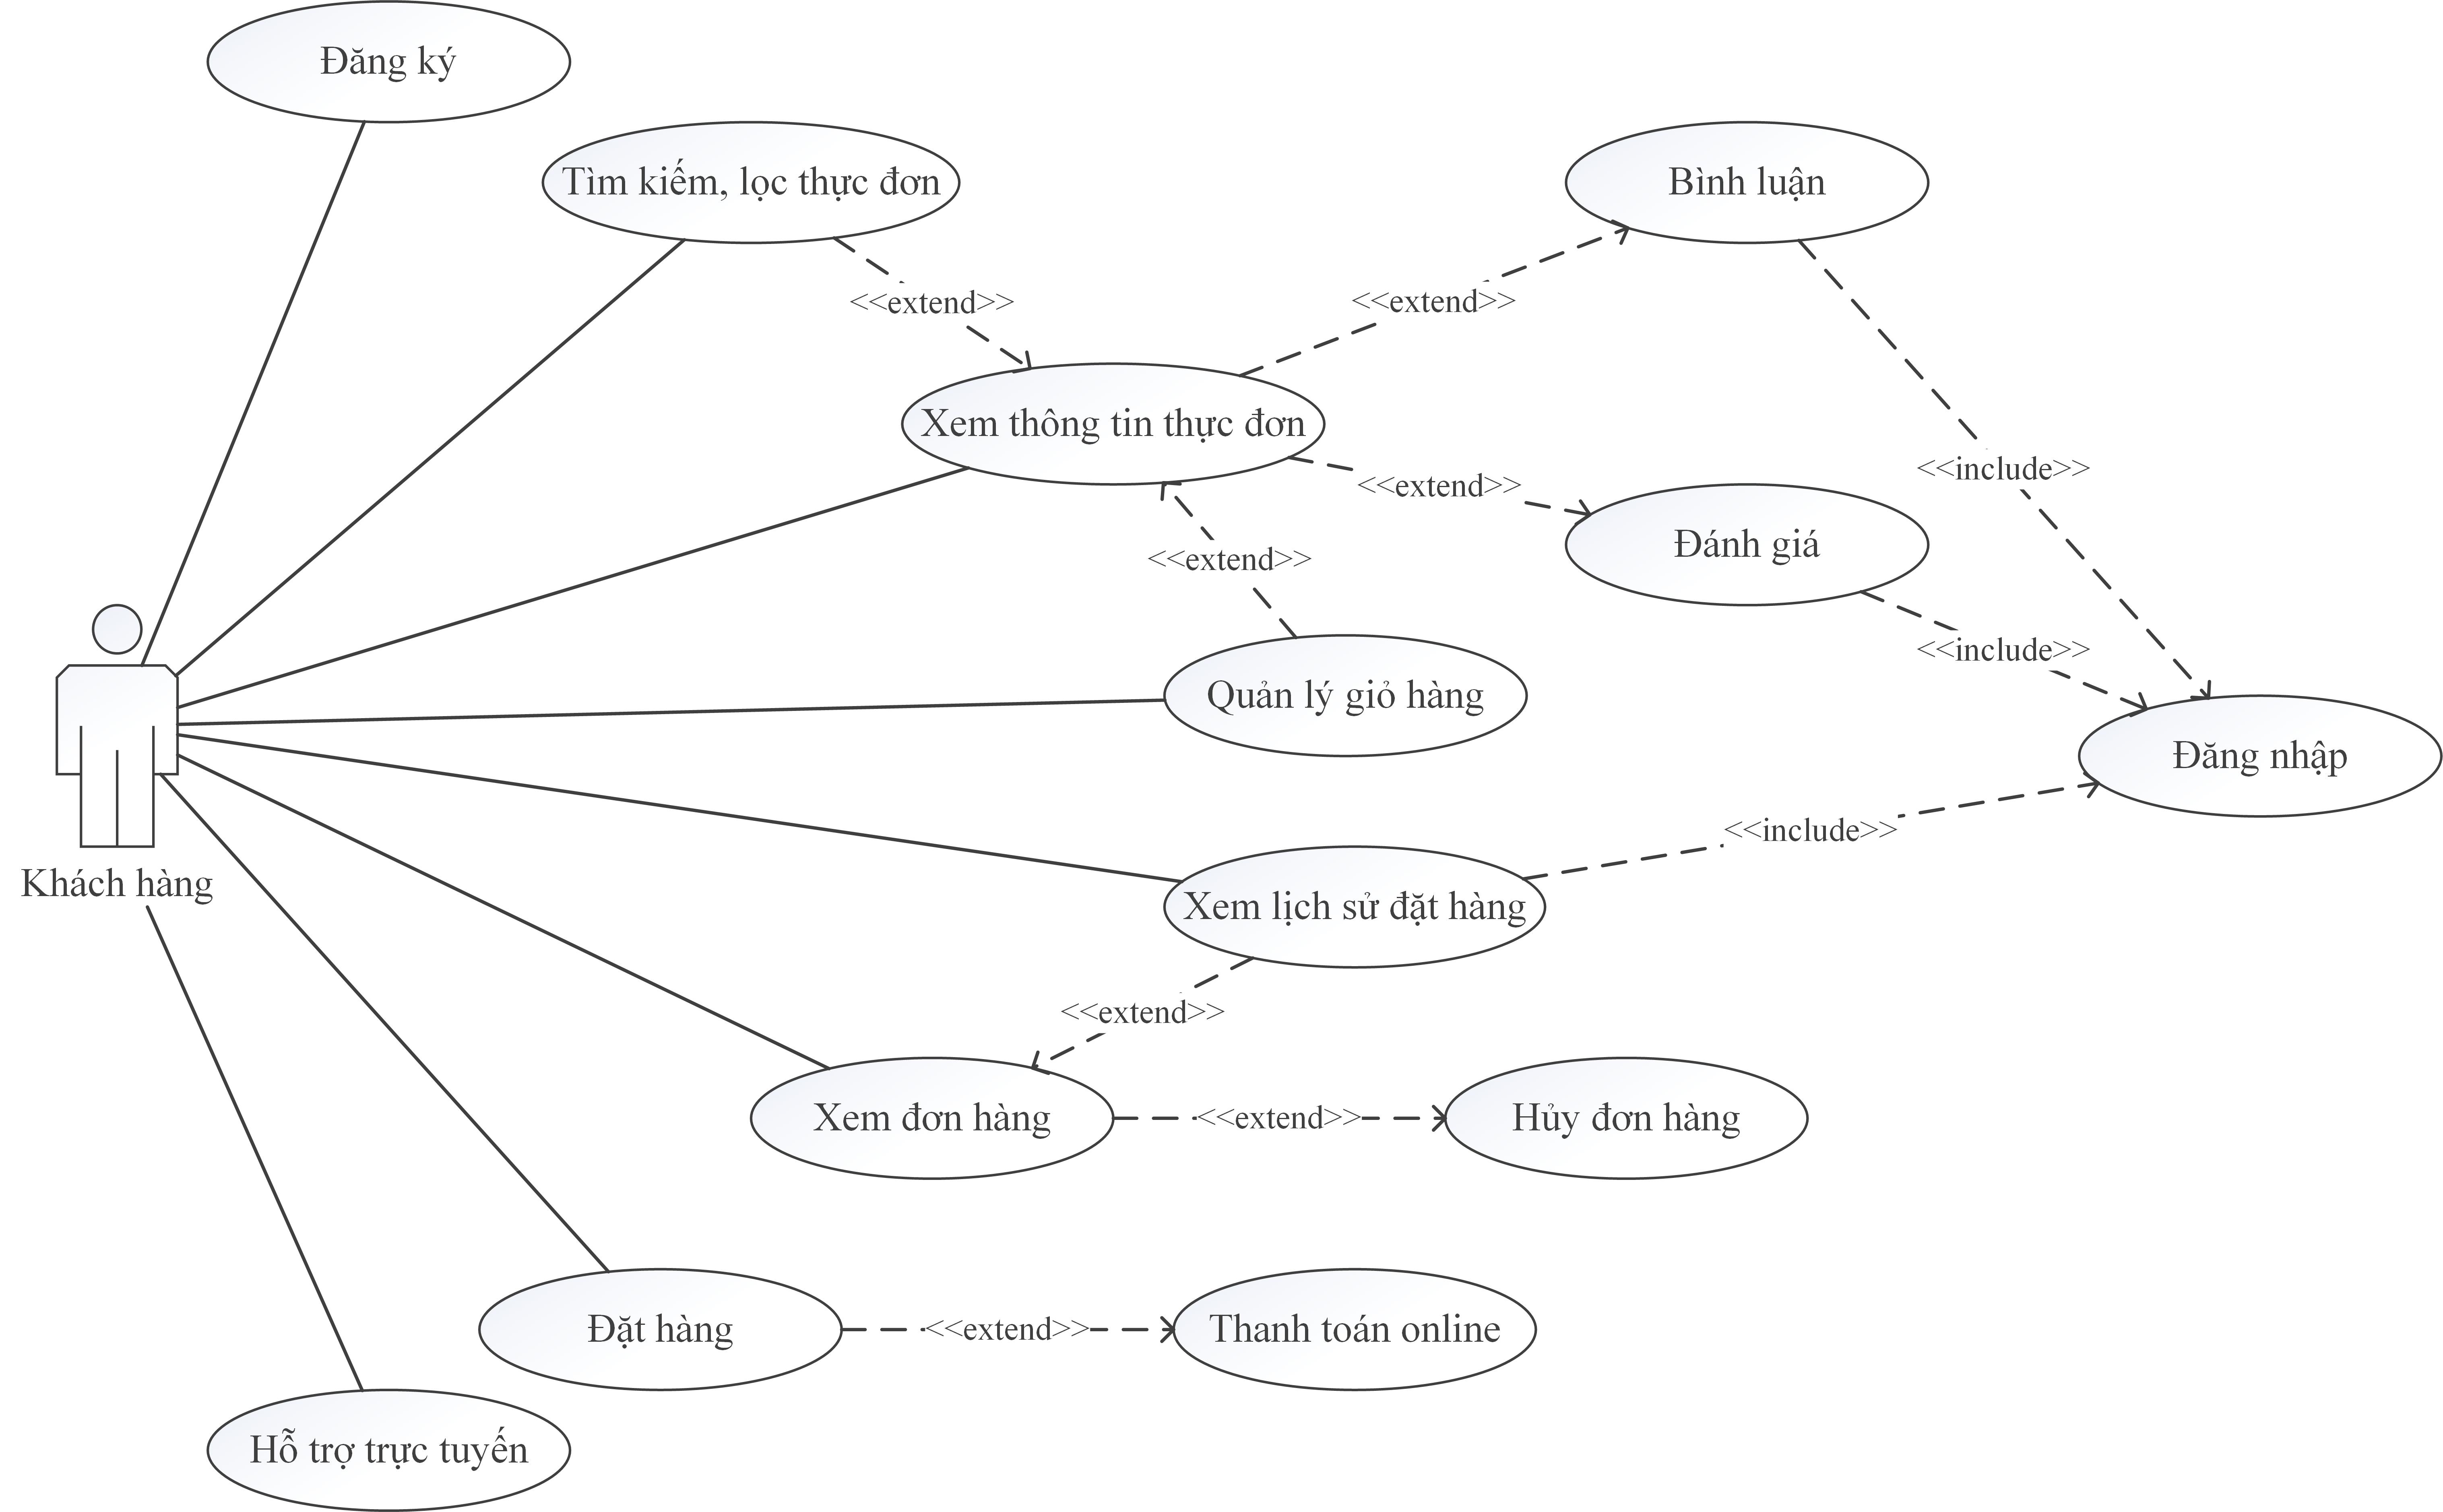 Đăng ký
Tìm kiếm, lọc thực đơn
Bình luận
<<extend>>
<<extend>>
Xem thông tin thực đơn
<<include>>
<<extend>>
Đánh giá
<<extend>>
<<include>>
Quản lý giỏ hàng
Đăng nhập
<<include>>
Khách hàng
Xem lịch sử đặt hàng
<<extend>>
Xem đơn hàng
<<extend>>
Hủy đơn hàng
Đặt hàng
<<extend>>
Thanh toán online
Hỗ trợ trực tuyến